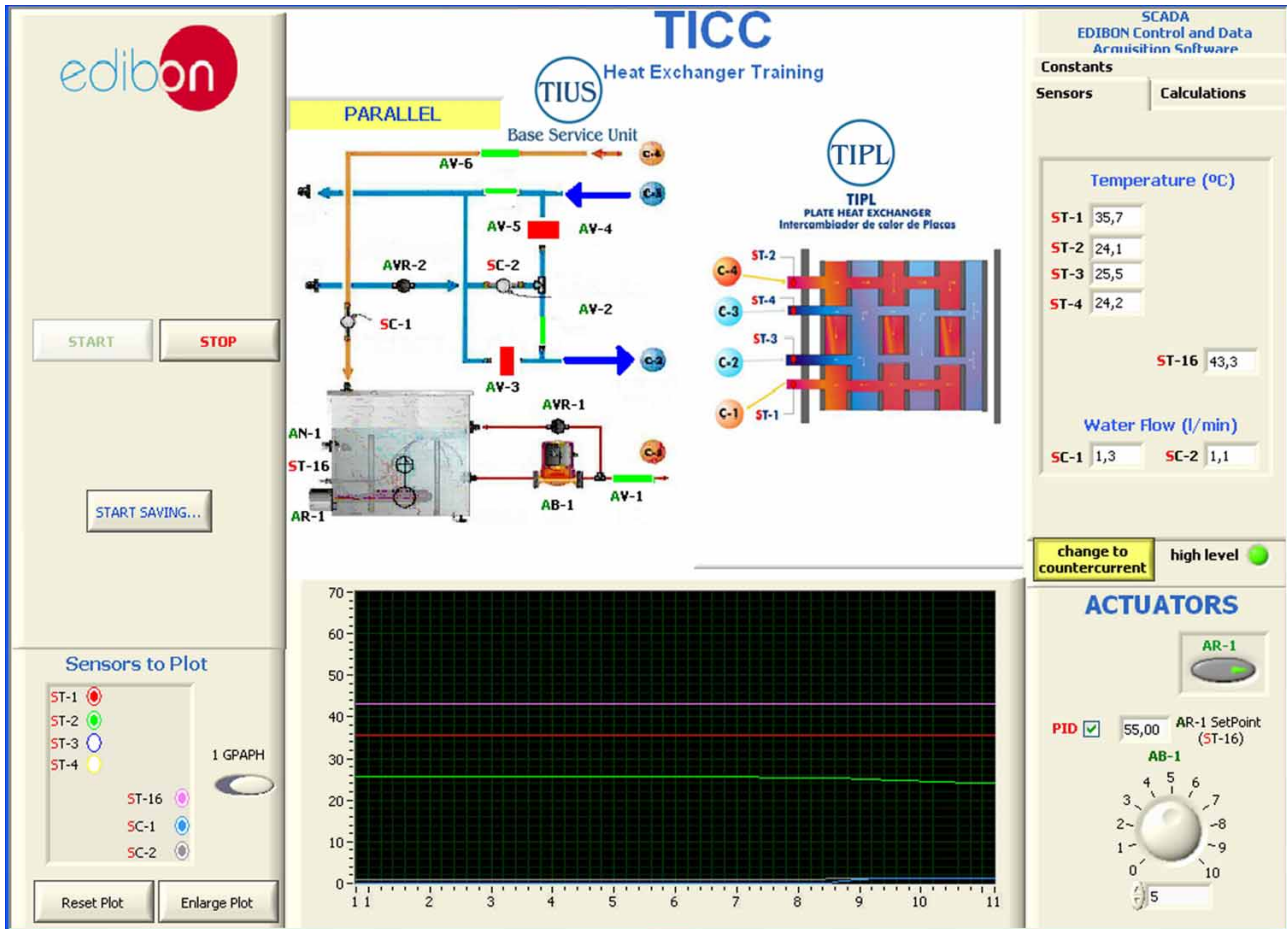 edibon
START
STOP
START SAVING...
Sensors to Plot
ST-1
ST-2
ST-3
ST-4
1 GPAPH
ST-16
SC-1
SC-2
Reset Plot
Enlarge Plot
TICC
Heat Exchanger Training
TIUS
Base Service Unit
PARALLEL
AV-6
C-4
C-3
AV-5
AV-4
AVR-2
SC-2
AV-2
SC-1
AV-3
AVR-1
AN-1
ST-16
AR-1
AB-1
AV-1
TIPL
TIPL
PLATE HEAT EXCHANGER
Intercambiador de calor de Placas
ST-2
C-4
ST-4
C-3
ST-3
C-2
C-1
ST-1
70
60
50
40
30
20
10
0
1 1 2 3 4 5 6 7 8 9 10 11
SCADA
EDIBON Control and Data
Acquisition Software
Constants
Sensors
Calculations
Temperature (ºC)
ST-1 35,7
ST-2 24,1
ST-3 25,5
ST-4 24,2
ST-16 43,3
Water Flow (l/min)
SC-1 1,3 SC-2 1,1
change to
countercurrent
high level
ACTUATORS
AR-1
PID 55,00 AR-1 SetPoint
(ST-16)
AB-1
0 1 2 3 4 5 6 7 8 9 10
5